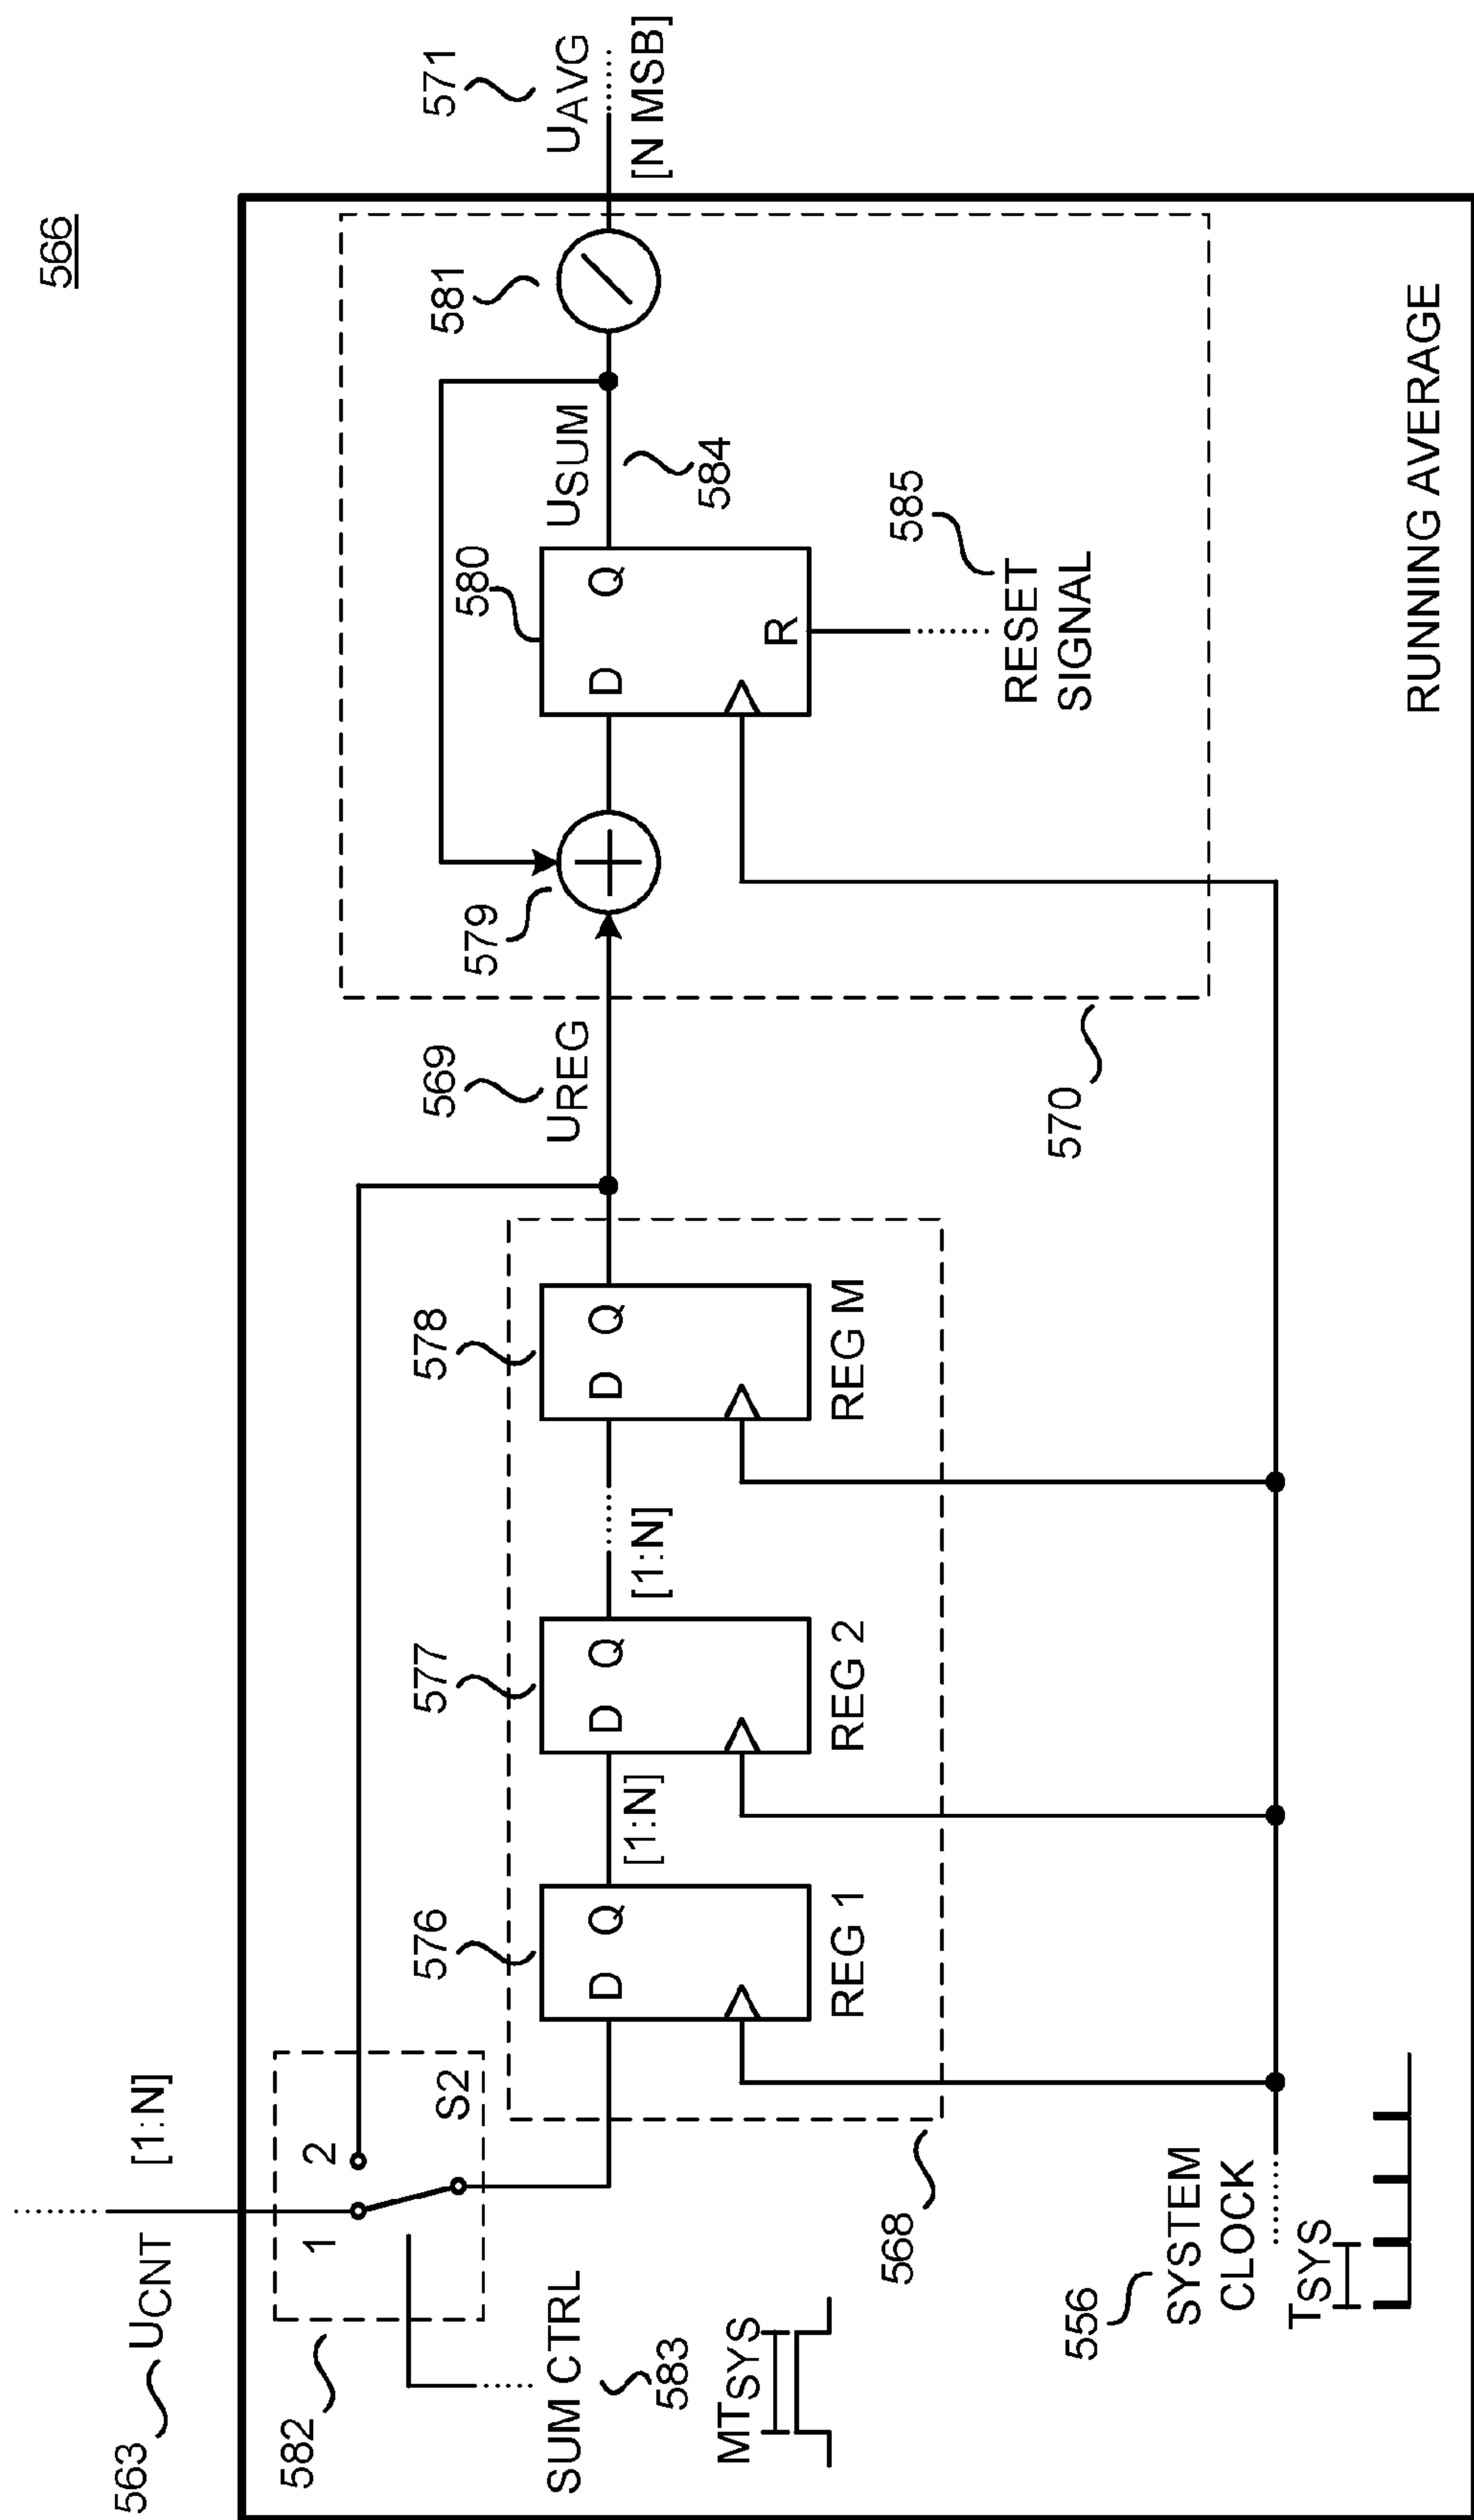 566
563
UCNT
[1:N]
582
1
2
S2
SUM CTRL
583
MTSYS
576
D Q
REG 1
[1:N]
577
D Q
REG 2
[1:N]
578
D Q
REG M
568
569
UREG
579
580
D Q
R
USUM
584
581
571
UAVG
[N MSB]
585
RESET
SIGNAL
570
556
SYSTEM
CLOCK
TSYS
RUNNING AVERAGE